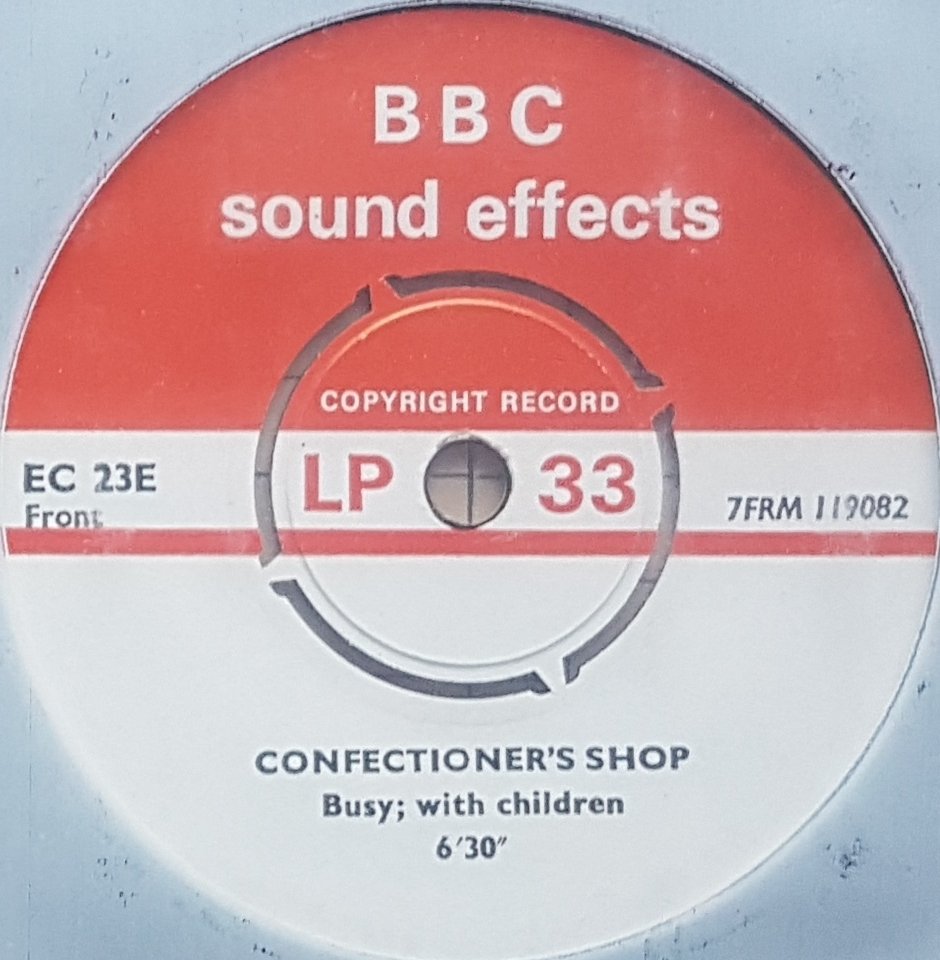 BBC
sound effects
COPYRIGHT RECORD
LP 33
EC 23E
Front
7FRM 119082
CONFECTIONER'S SHOP
Busy; with children
6'30"